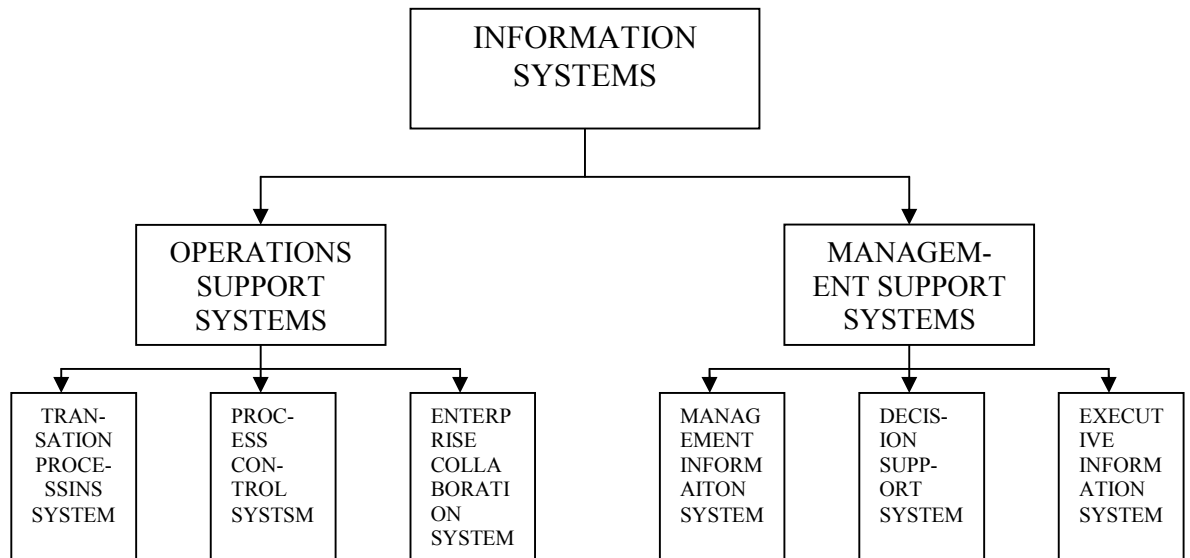 INFORMATION
SYSTEMS
OPERATIONS
SUPPORT
SYSTEMS
MANAGEM-
ENT SUPPORT
SYSTEMS
TRAN-
SATION
PROCE-
SSINS
SYSTEM
PROC-
ESS
CON-
TROL
SYSTSM
ENTERP
RISE
COLLA
BORATI
ON
SYSTEM
MANAG
EMENT
INFORM
AITON
SYSTEM
DECIS-
ION
SUPP-
ORT
SYSTEM
EXECUT
IVE
INFORM
ATION
SYSTEM